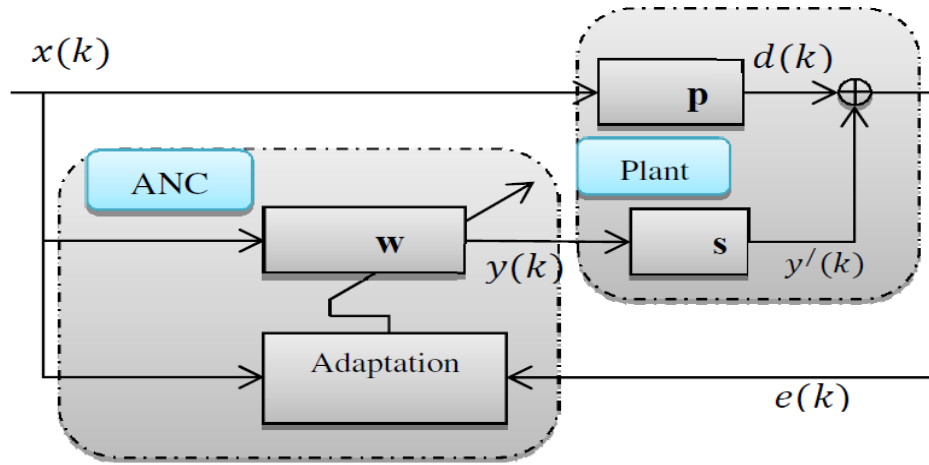 x(k)
d(k)
p
ANC
Plant
w
s
y(k)
y′(k)
Adaptation
e(k)